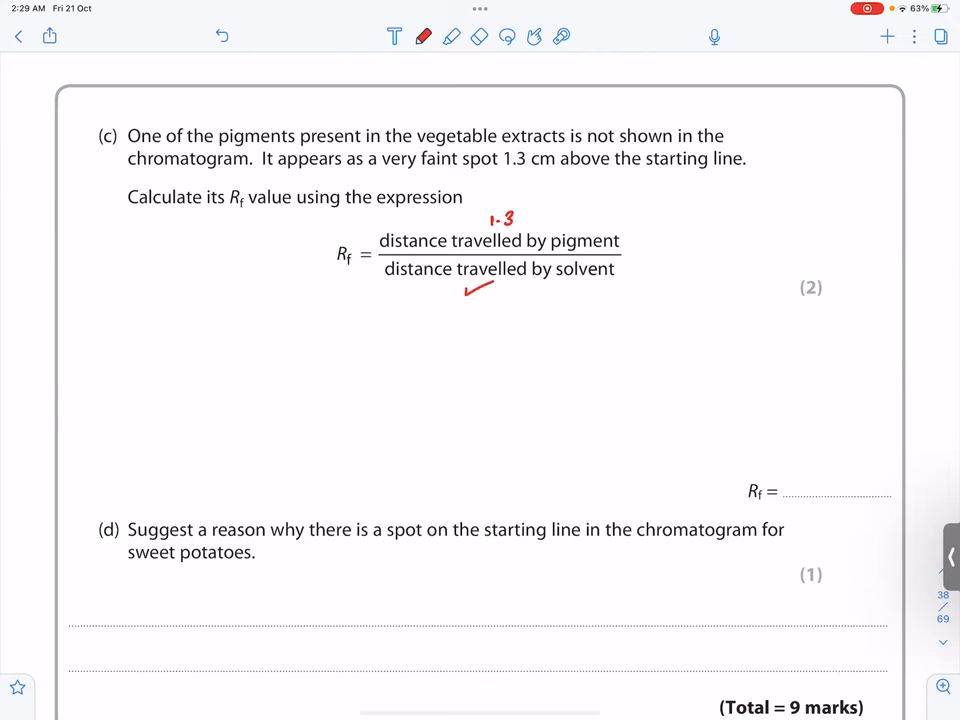 2:29 AM Fri 21 Oct
63%
(c) One of the pigments present in the vegetable extracts is not shown in the
chromatogram. It appears as a very faint spot 1.3 cm above the starting line.
Calculate its Rf value using the expression
1.3
Rf = distance travelled by pigment
distance travelled by solvent
(2)
Rf = ................................
(d) Suggest a reason why there is a spot on the starting line in the chromatogram for
sweet potatoes.
(1)
38
/
69
(Total = 9 marks)